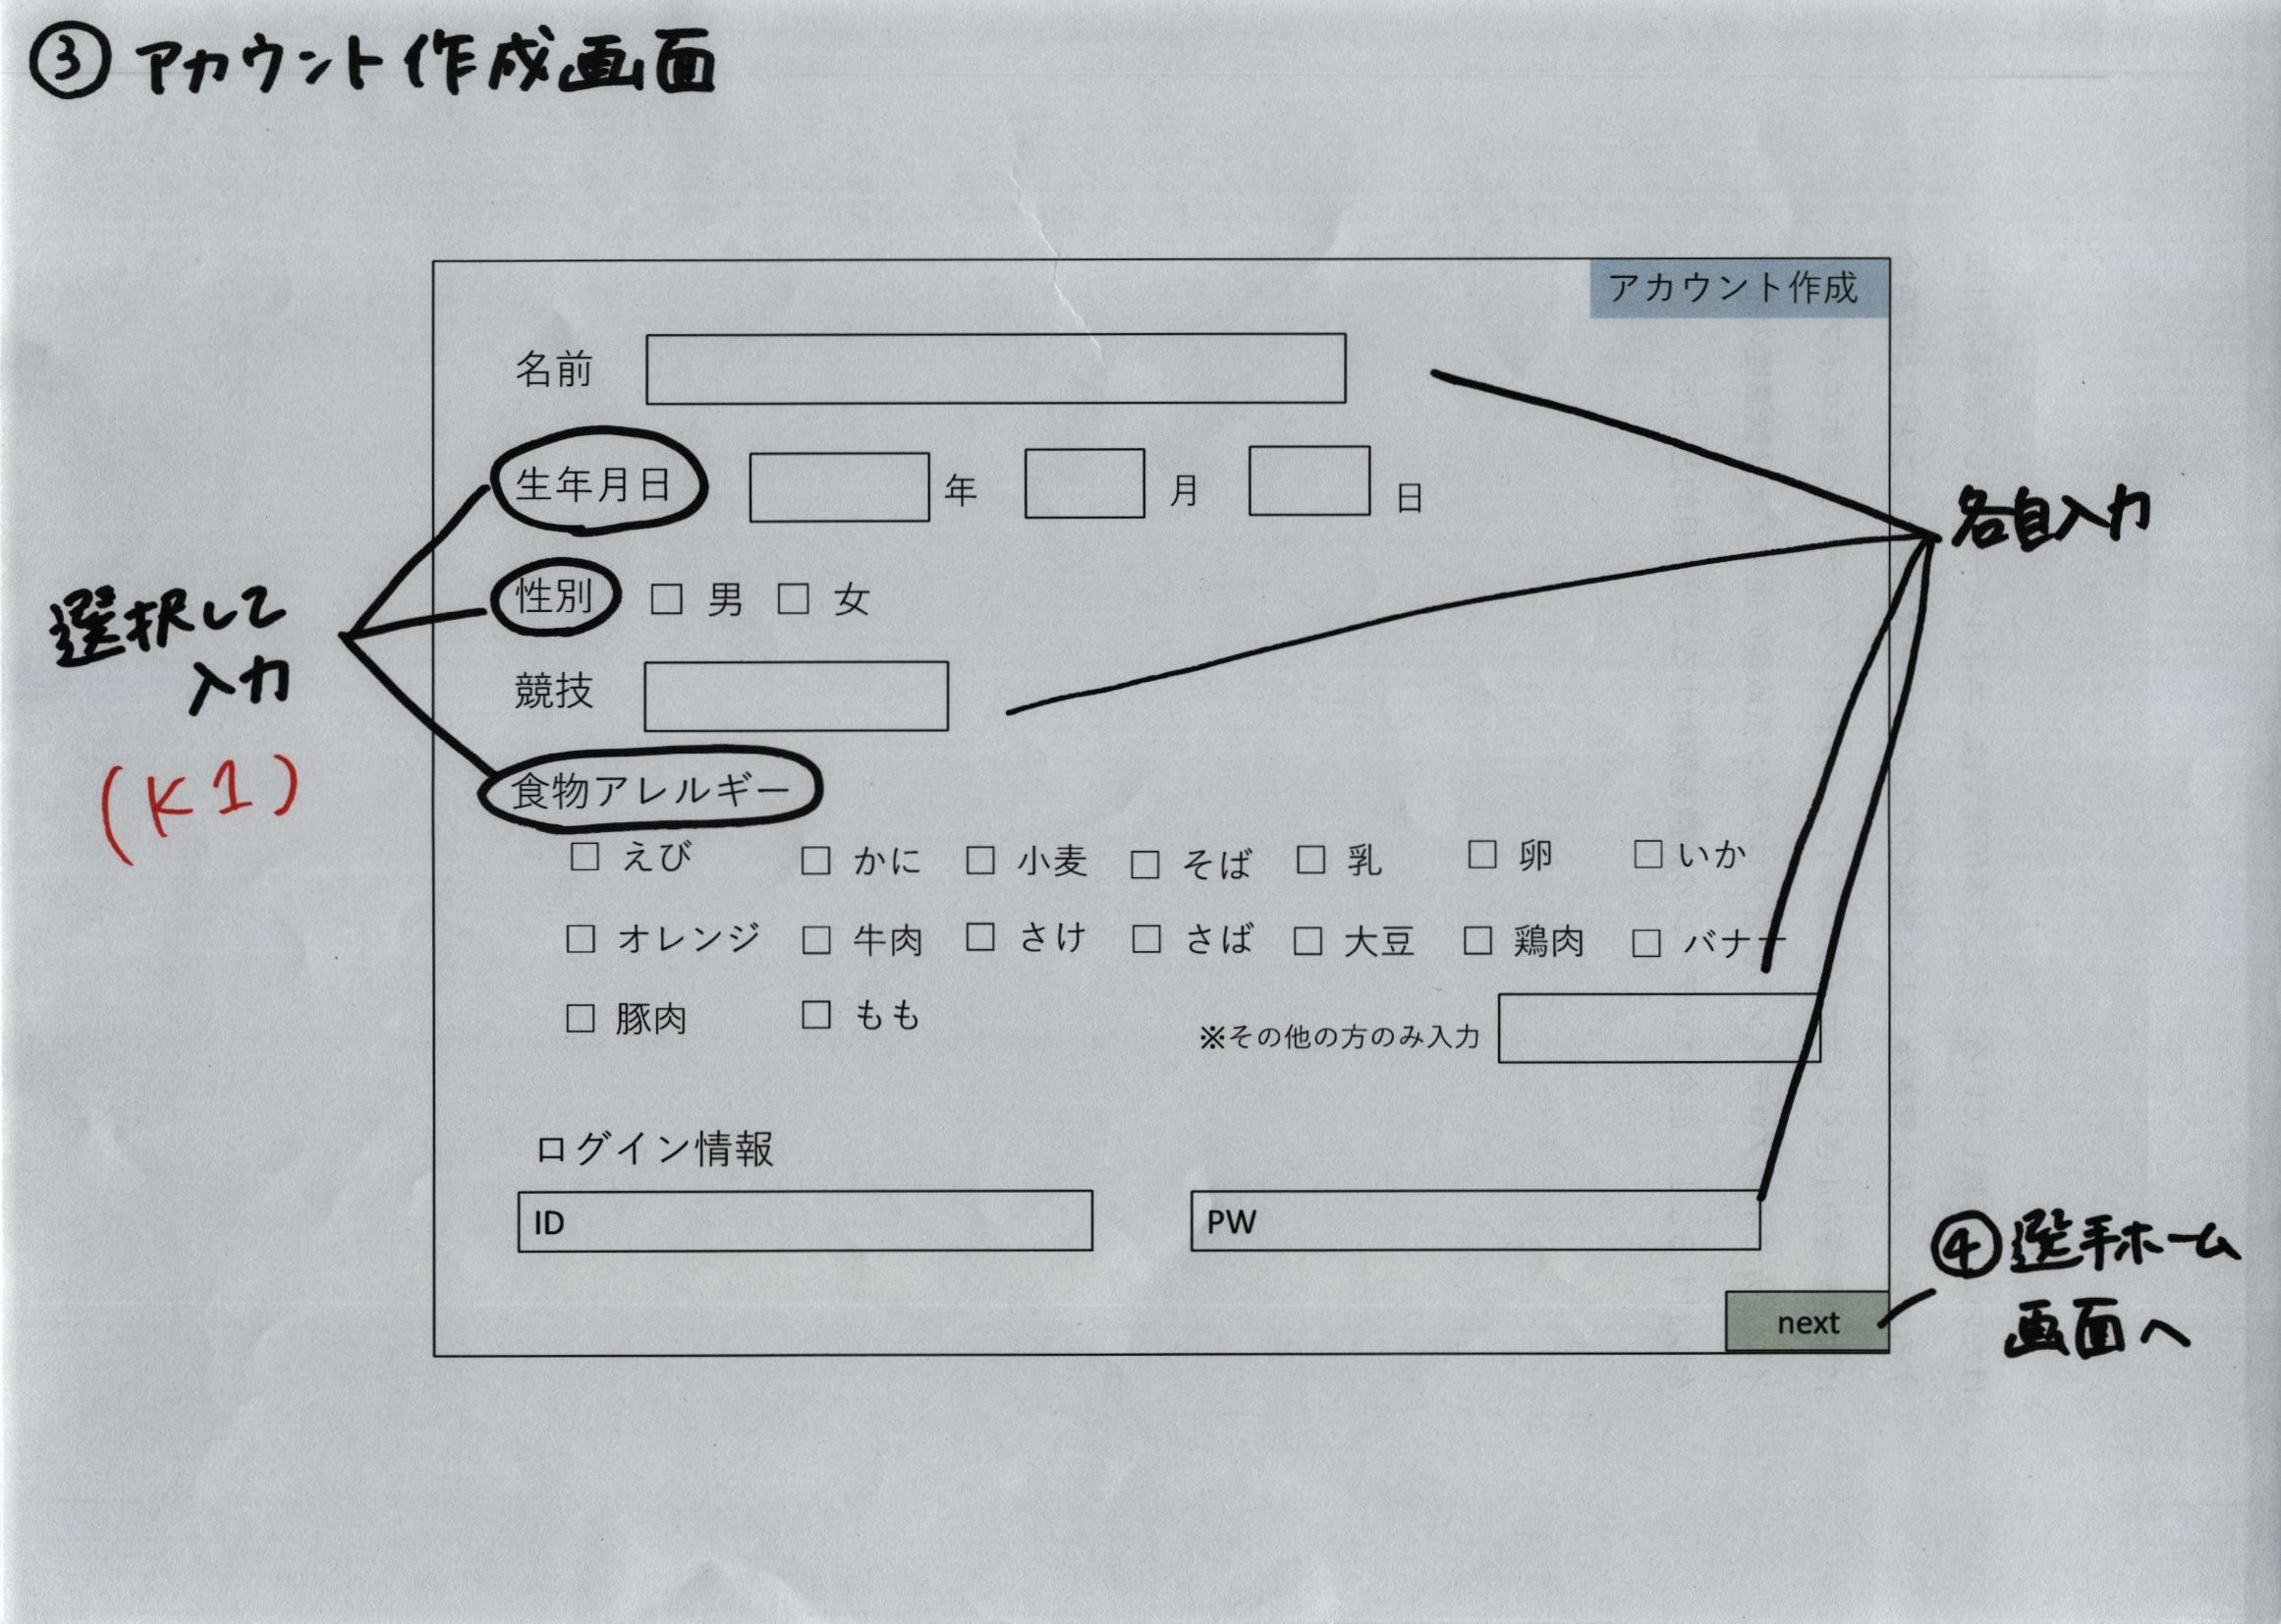 ③ アカウント作成画面
アカウント作成
名前
生年月日 年 月 日
各自入力
性別 □ 男 □ 女
選択して
入力
(K1)
競技
食物アレルギー
□ えび □ かに □ 小麦 □ そば □ 乳 □ 卵 □ いか
□ オレンジ □ 牛肉 □ さけ □ さば □ 大豆 □ 鶏肉 □ バナナ
□ 豚肉 □ もも ※その他の方のみ入力
ログイン情報
ID PW
④選手ホーム
画面へ
next